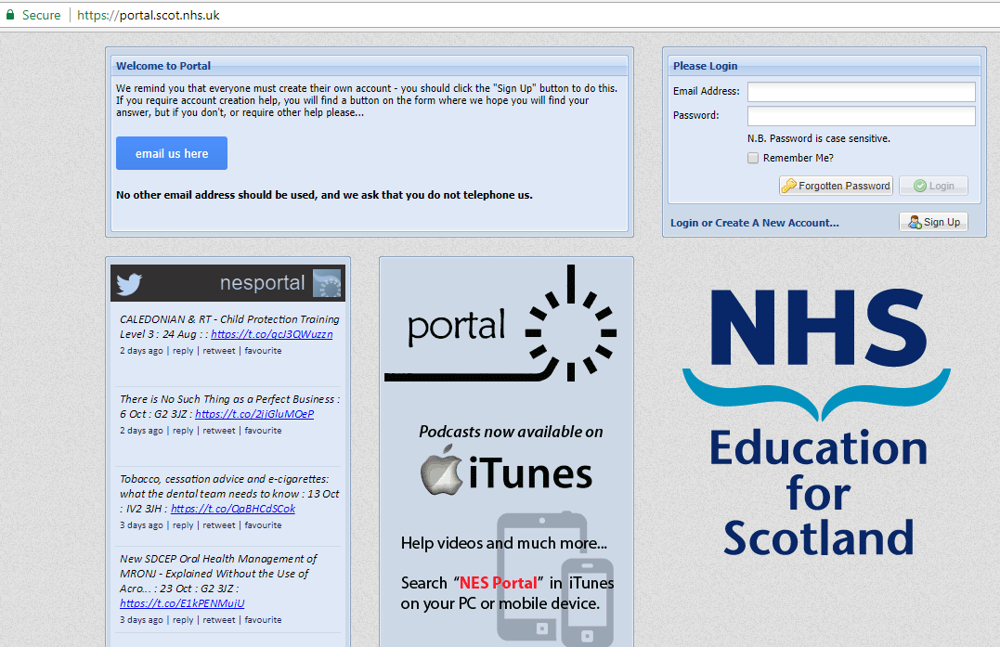 Secure | https://portal.scot.nhs.uk
Welcome to Portal
We remind you that everyone must create their own account - you should click the "Sign Up" button to do this.
If you require account creation help, you will find a button on the form where we hope you will find your
answer, but if you don't, or require other help please...
email us here
No other email address should be used, and we ask that you do not telephone us.
Please Login
Email Address:
Password:
N.B. Password is case sensitive.
Remember Me?
Forgotten Password
Login
Login or Create A New Account...
Sign Up
nesportal
CALEDONIAN & RT - Child Protection Training
Level 3 : 24 Aug : : https://t.co/qcJ3QWuzzn
2 days ago | reply | retweet | favourite
There is No Such Thing as a Perfect Business :
6 Oct : G2 3JZ : https://t.co/2jjGluMOeP
2 days ago | reply | retweet | favourite
Tobacco, cessation advice and e-cigarettes:
what the dental team needs to know : 13 Oct
: IV2 3JH : https://t.co/QaBHCdSCok
3 days ago | reply | retweet | favourite
New SDCEP Oral Health Management of
MRONJ - Explained Without the Use of
Acro... : 23 Oct : G2 3JZ :
https://t.co/E1kPENMuiU
3 days ago | reply | retweet | favourite
portal
Podcasts now available on
iTunes
Help videos and much more...
Search “NES Portal” in iTunes
on your PC or mobile device.
NHS
Education
for
Scotland